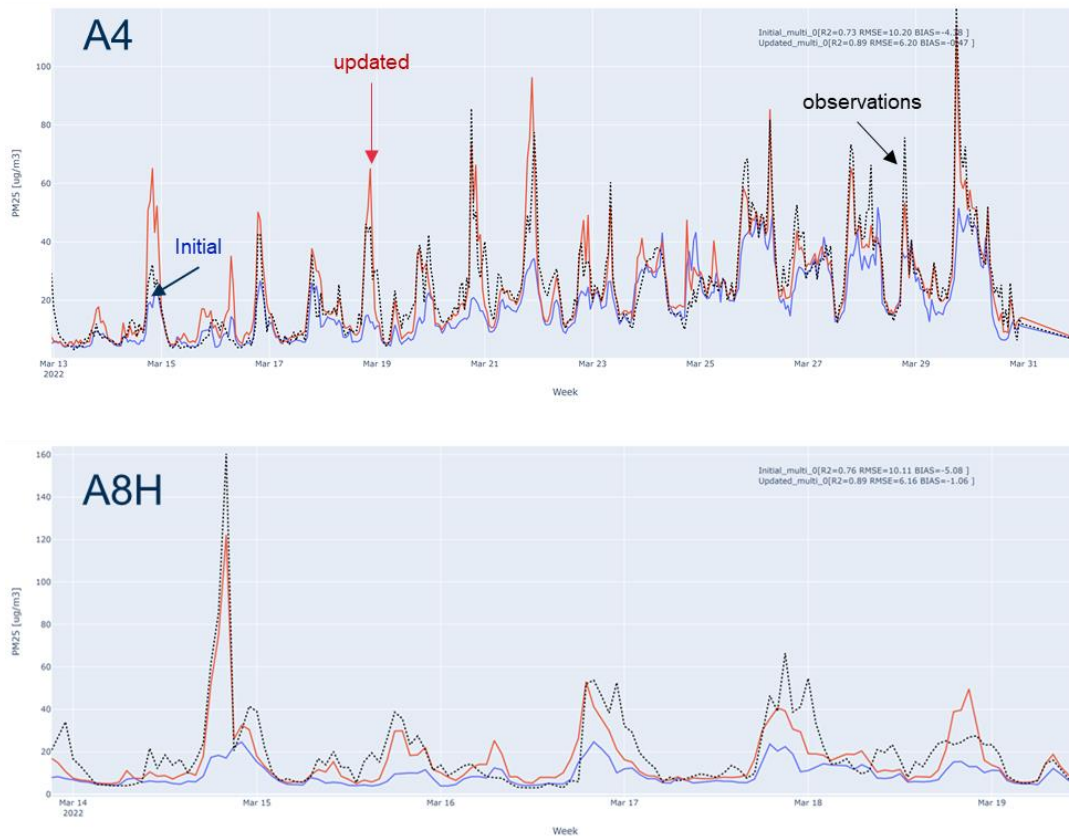 A4
Initial_multi_0[R2=0.73 RMSE=10.20 BIAS=-4.18 ]
Updated_multi_0[R2=0.89 RMSE=6.20 BIAS=-0.47 ]
updated
observations
Initial
PM25 [ug/m3]
100
80
60
40
20
Mar 13 Mar 15 Mar 17 Mar 19 Mar 21 Mar 23 Mar 25 Mar 27 Mar 29 Mar 31
2022
Week
A8H
Initial_multi_0[R2=0.76 RMSE=10.11 BIAS=-5.08 ]
Updated_multi_0[R2=0.89 RMSE=6.16 BIAS=-1.06 ]
PM25 [ug/m3]
160
140
120
100
80
60
40
20
0
Mar 14 Mar 15 Mar 16 Mar 17 Mar 18 Mar 19
2022
Week